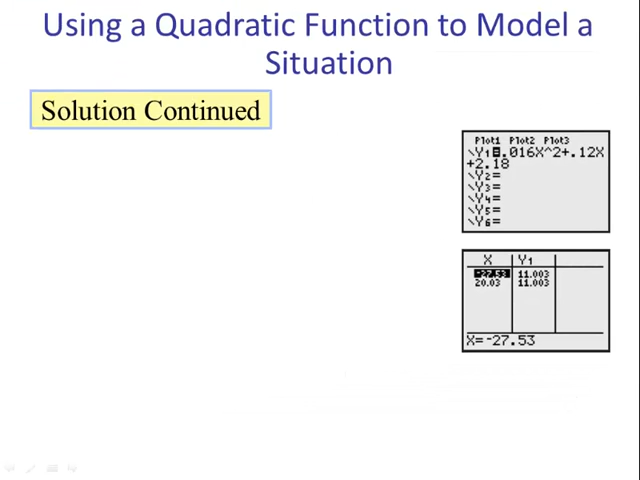 Using a Quadratic Function to Model a
Situation
Solution Continued
Plot1 Plot2 Plot3
\Y1=.016X^2+.12X
+2.18
\Y2=
\Y3=
\Y4=
\Y5=
\Y6=
X Y1
-27.53 11.003
20.03 11.003
X=-27.53